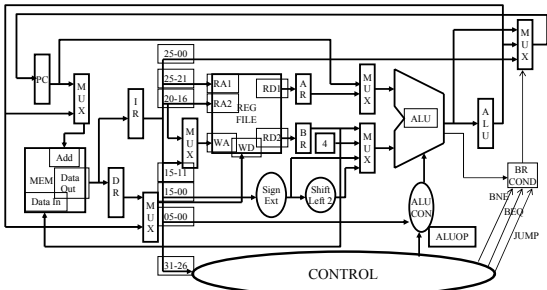 25-00
M
U
X
PC
M
U
X
I
R
25-21
20-16
RA1
RA2
REG
FILE
RD1
RD2
WA
WD
A
R
B
R
4
M
U
X
M
U
X
M
U
X
ALU
A
L
U
Add
MEM
Data
Out
Data In
D
R
M
U
X
15-11
15-00
05-00
31-26
Sign
Ext
Shift
Left 2
ALU
CON
ALUOP
BR
COND
BNE
BEQ
JUMP
CONTROL